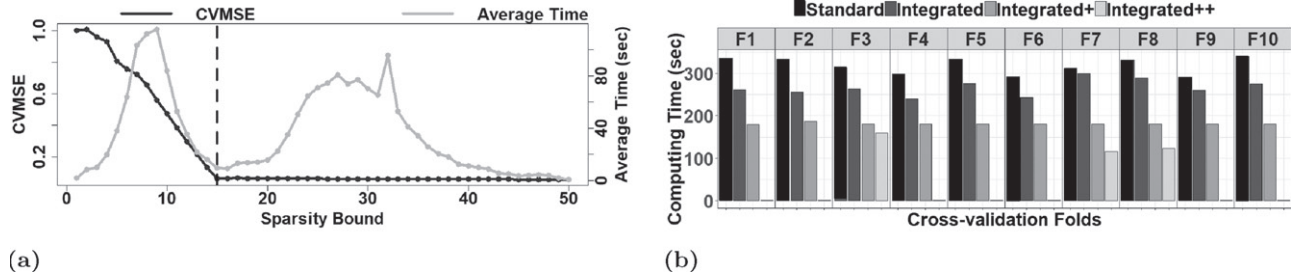 CVMSE Average Time
CVMSE
1.0
0.6
0.2
0 10 20 30 40 50
Sparsity Bound
80
40
0
Average Time (sec)
(a)
Standard Integrated Integrated+ Integrated++
F1 F2 F3 F4 F5 F6 F7 F8 F9 F10
Computing Time (sec)
300
200
100
0
Cross-validation Folds
(b)